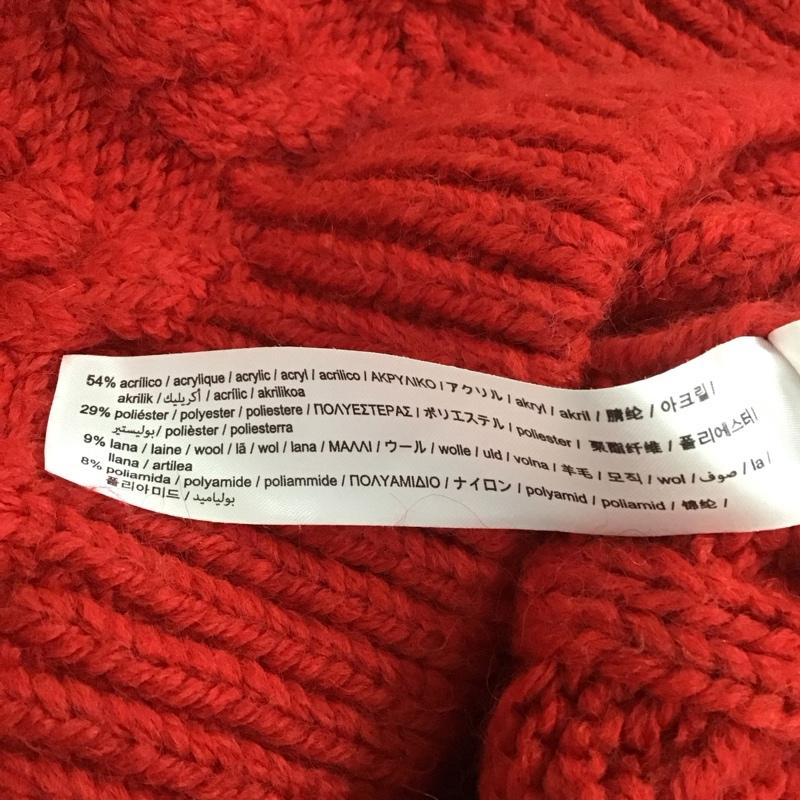 54% acrílico / acrylique / acrylic / acryl / acrilico / ΑΚΡΥΛΙΚΟ / アクリル / akryl / akril / 腈纶 / 아크릴 /
akrilik / أكريليك / acrílic / akrilikoa
29% poliéster / polyester / poliestere / ΠΟΛΥΕΣΤΕΡΑΣ / ポリエステル / poliester / 聚酯纤维 / 폴리에스테
بوليستير / polièster / poliesterra
9% lana / laine / wool / lã / wol / lana / ΜΑΛΛΙ / ウール / wolle / uld / volna / 羊毛 / 모직 / wol / صوف / la /
llana / artilea
8% poliamida / polyamide / poliammide / ΠΟΛΥΑΜΙΔΙΟ / ナイロン / polyamid / poliamid / 锦纶 /
폴리아미드 / بولياميد